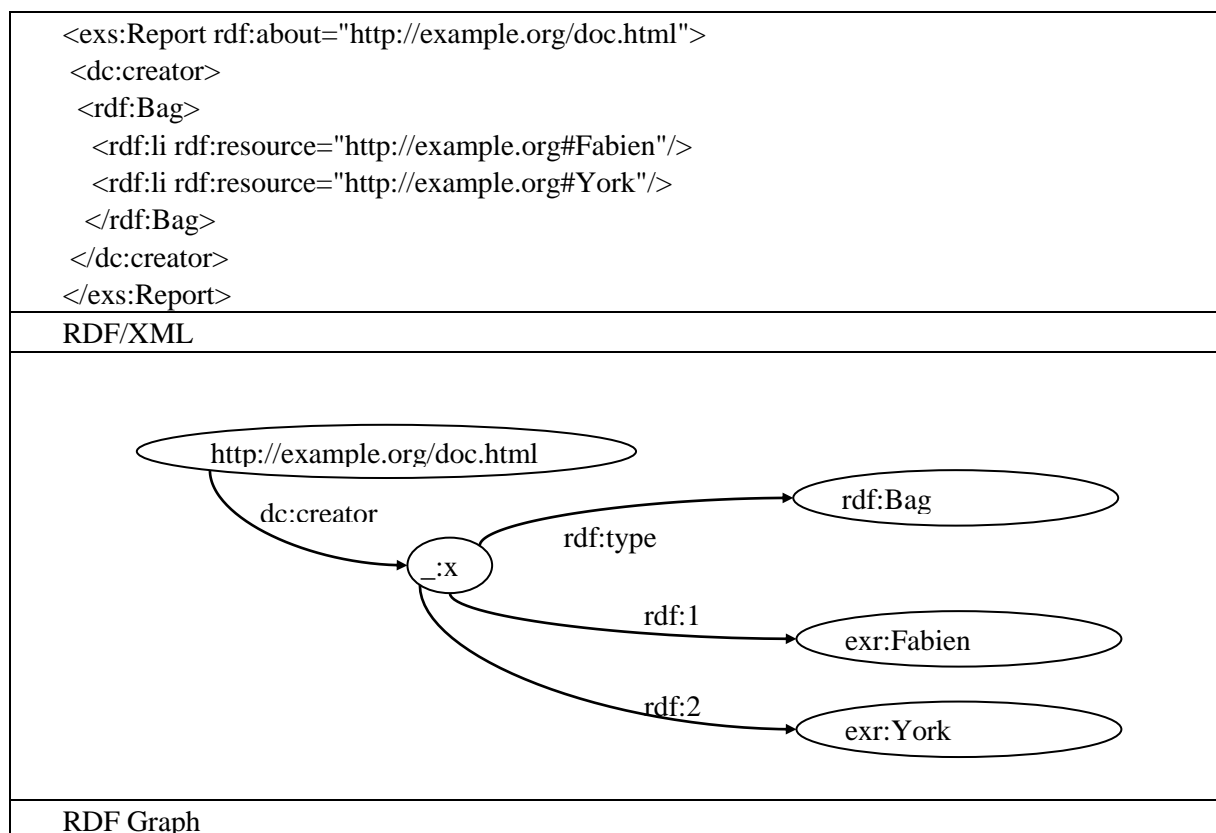 <exs:Report rdf:about="http://example.org/doc.html">
<dc:creator>
<rdf:Bag>
<rdf:li rdf:resource="http://example.org#Fabien"/>
<rdf:li rdf:resource="http://example.org#York"/>
</rdf:Bag>
</dc:creator>
</exs:Report>
RDF/XML
http://example.org/doc.html
dc:creator
rdf:type
rdf:Bag
_:x
rdf:1
exr:Fabien
rdf:2
exr:York
RDF Graph